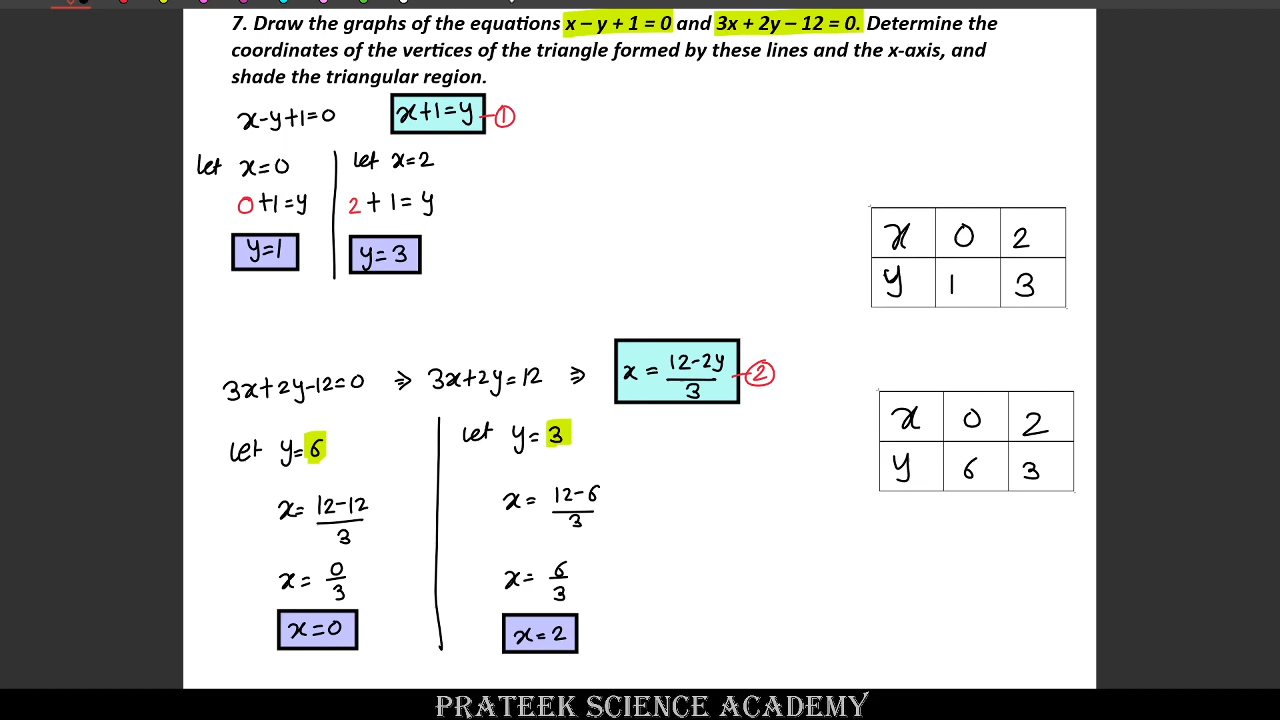 7. Draw the graphs of the equations x – y + 1 = 0 and 3x + 2y – 12 = 0. Determine the
coordinates of the vertices of the triangle formed by these lines and the x-axis, and
shade the triangular region.
x-y+1=0
x+1=y
①
let x=0
0+1=y
y=1
let x=2
2+1=y
y=3
x 0 2
y 1 3
3x+2y-12=0 ⇒ 3x+2y=12 ⇒ x = (12-2y)/3
②
let y=6
x= (12-12)/3
x= 0/3
x=0
let y=3
x= (12-6)/3
x= 6/3
x=2
x 0 2
y 6 3
PRATEEK SCIENCE ACADEMY